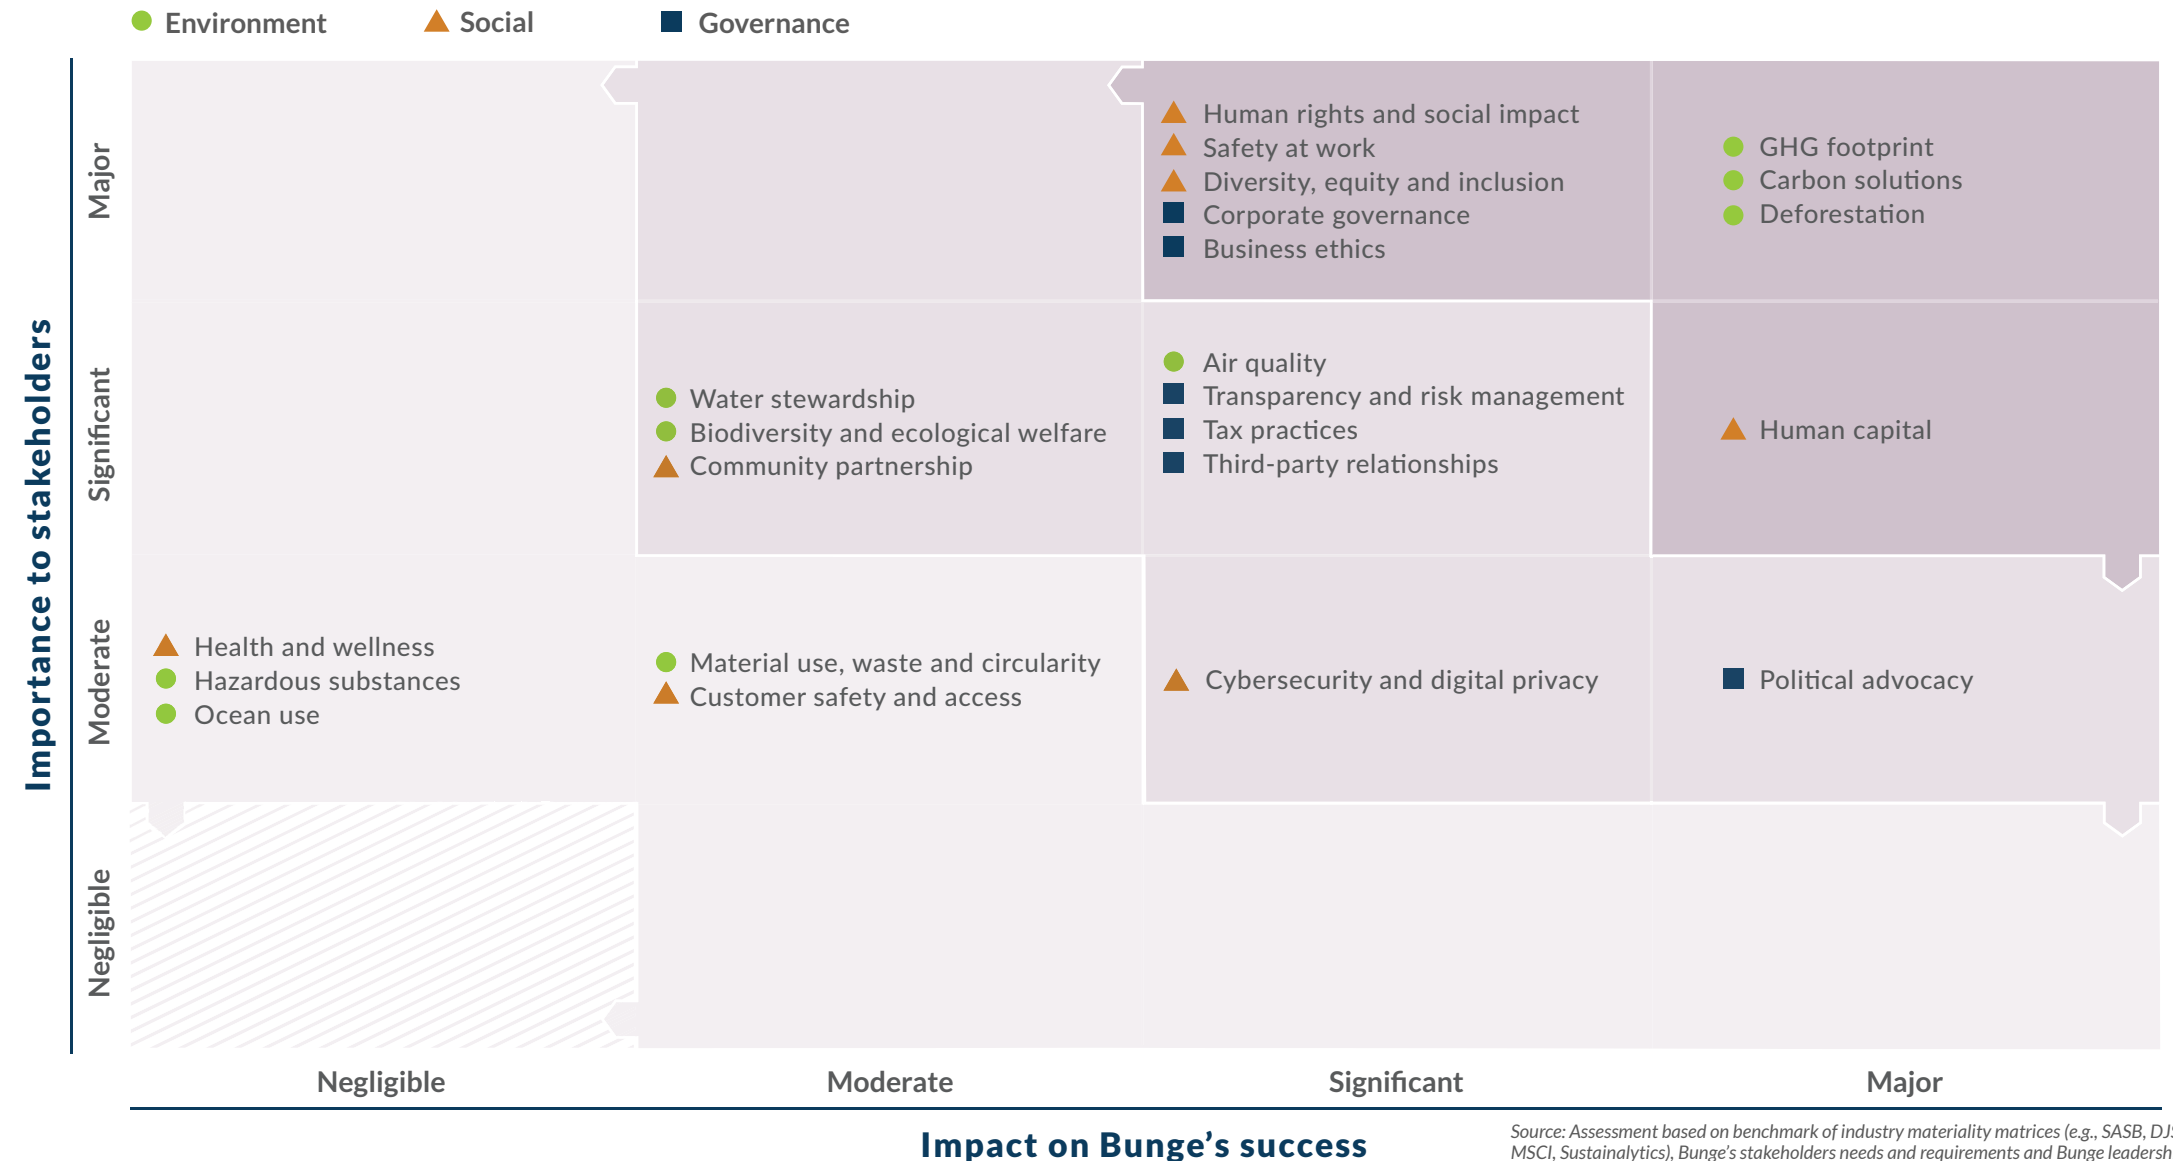 Environment
Social
Governance
Importance to stakeholders
Major
Human rights and social impact
Safety at work
Diversity, equity and inclusion
Corporate governance
Business ethics
GHG footprint
Carbon solutions
Deforestation
Significant
Water stewardship
Biodiversity and ecological welfare
Community partnership
Air quality
Transparency and risk management
Tax practices
Third-party relationships
Human capital
Moderate
Health and wellness
Hazardous substances
Ocean use
Material use, waste and circularity
Customer safety and access
Cybersecurity and digital privacy
Political advocacy
Negligible
Negligible
Moderate
Significant
Major
Impact on Bunge’s success
Source: Assessment based on benchmark of industry materiality matrices (e.g., SASB,
MSCI, Sustainalytics), Bunge’s stakeholders needs and requirements and Bunge